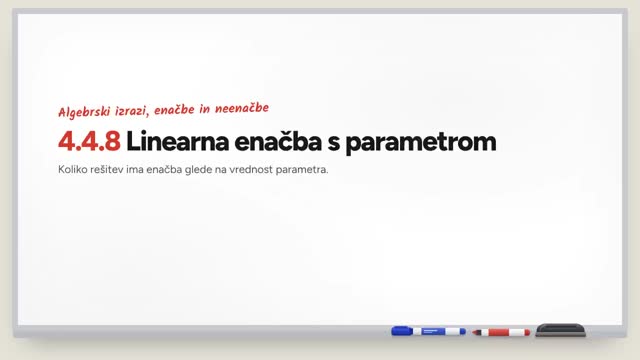 Algebrski izrazi, enačbe in neenačbe
4.4.8 Linearna enačba s parametrom
Koliko rešitev ima enačba glede na vrednost parametra.